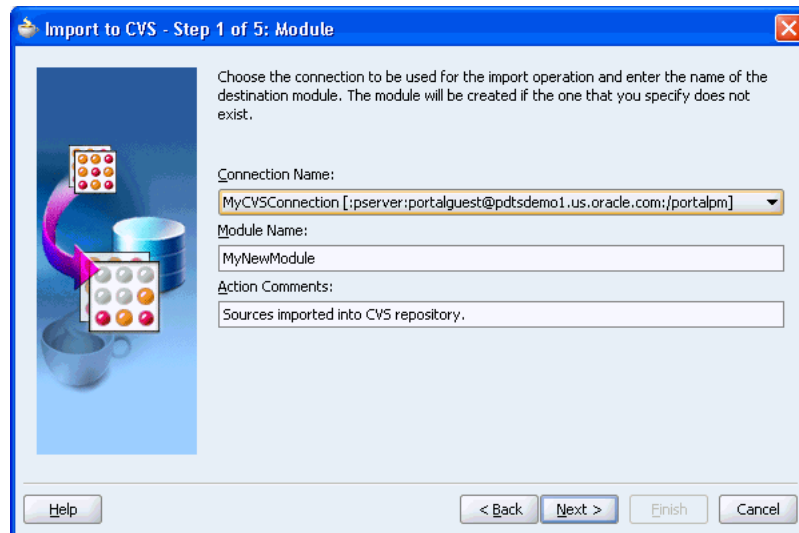 Import to CVS - Step 1 of 5: Module
Choose the connection to be used for the import operation and enter the name of the
destination module. The module will be created if the one that you specify does not
exist.
Connection Name:
MyCVSConnection [:pserver:portalguest@pdtsdemo1.us.oracle.com:/portalpm]
Module Name:
MyNewModule
Action Comments:
Sources imported into CVS repository.
Help
< Back
Next >
Finish
Cancel